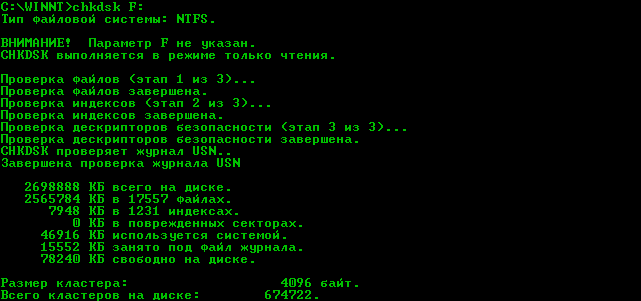 C:\WINNT>chkdsk F:
Тип файловой системы: NTFS.
ВНИМАНИЕ!  Параметр F не указан.
CHKDSK выполняется в режиме только чтения.
Проверка файлов (этап 1 из 3)...
Проверка файлов завершена.
Проверка индексов (этап 2 из 3)...
Проверка индексов завершена.
Проверка дескрипторов безопасности (этап 3 из 3)...
Проверка дескрипторов безопасности завершена.
CHKDSK проверяет журнал USN..
Завершена проверка журнала USN
2698888 КБ всего на диске.
2565784 КБ в 17557 файлах.
7948 КБ в 1231 индексах.
0 КБ в поврежденных секторах.
46916 КБ используется системой.
15552 КБ занято под файл журнала.
78240 КБ свободно на диске.
Размер кластера:                   4096 байт.
Всего кластеров на диске:        674722.